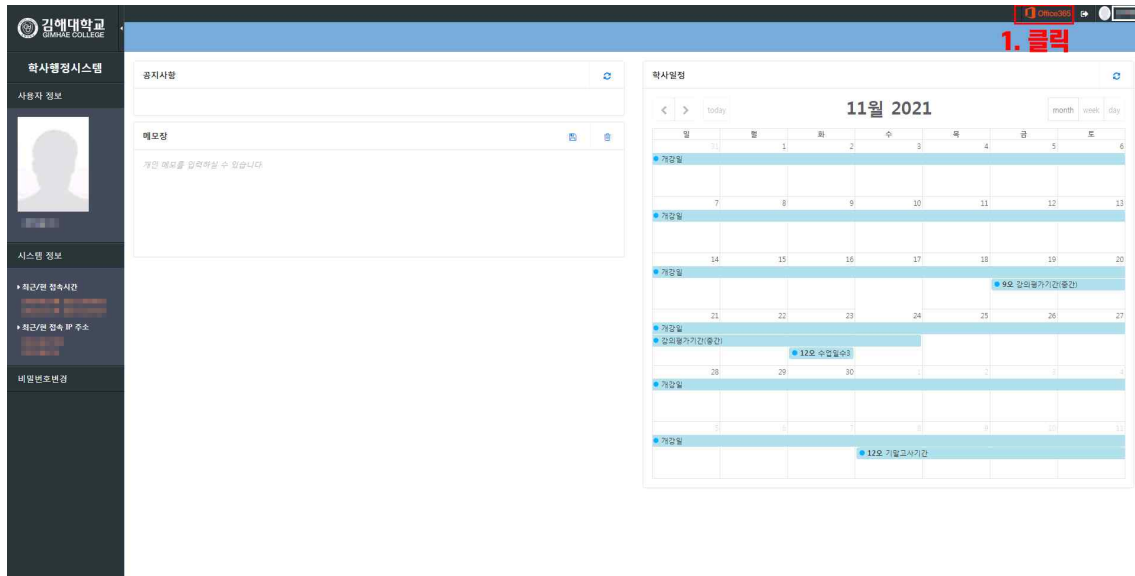 Office365
김해대학교
GIMHAE COLLEGE
1. 클릭
학사행정시스템
사용자 정보
시스템 정보
최근/현 접속시간
최근/현 접속 IP 주소
비밀번호변경
공지사항
메모장
개인 메모를 입력하실 수 있습니다.
학사일정
today
11월 2021
month week day
일 월 화 수 목 금 토
31 1 2 3 4 5 6
개강일
7 8 9 10 11 12 13
개강일
14 15 16 17 18 19 20
개강일
9오 강의평가기간(중간)
21 22 23 24 25 26 27
개강일
강의평가기간(중간)
12오 수업일수3
28 29 30 1 2 3 4
개강일
5 6 7 8 9 10 11
개강일
12오 기말고사기간